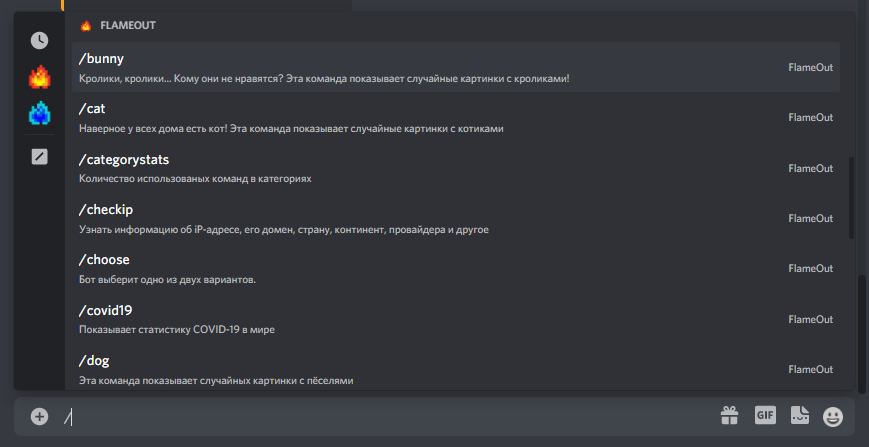 FLAMEOUT
/bunny
Кролики, кролики... Кому они не нравятся? Эта команда показывает случайные картинки с кроликами!
FlameOut
/cat
Наверное у всех дома есть кот! Эта команда показывает случайные картинки с котиками
FlameOut
/categorystats
Количество использованых команд в категориях
FlameOut
/checkip
Узнать информацию об iP-адресе, его домен, страну, континент, провайдера и другое
FlameOut
/choose
Бот выберит одно из двух вариантов.
FlameOut
/covid19
Показывает статистику COVID-19 в мире
FlameOut
/dog
Эта команда показывает случайных картинки с пёселями
FlameOut
/
GIF